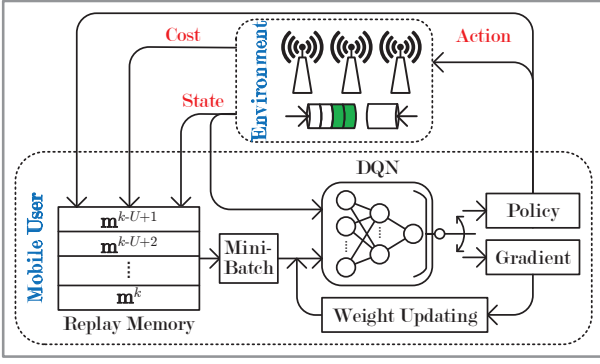 Cost
Action
State
Environment
DQN
Mobile User
m^{k-U+1}
m^{k-U+2}
⋮
m^k
Mini-
Batch
Policy
Gradient
Weight Updating
Replay Memory